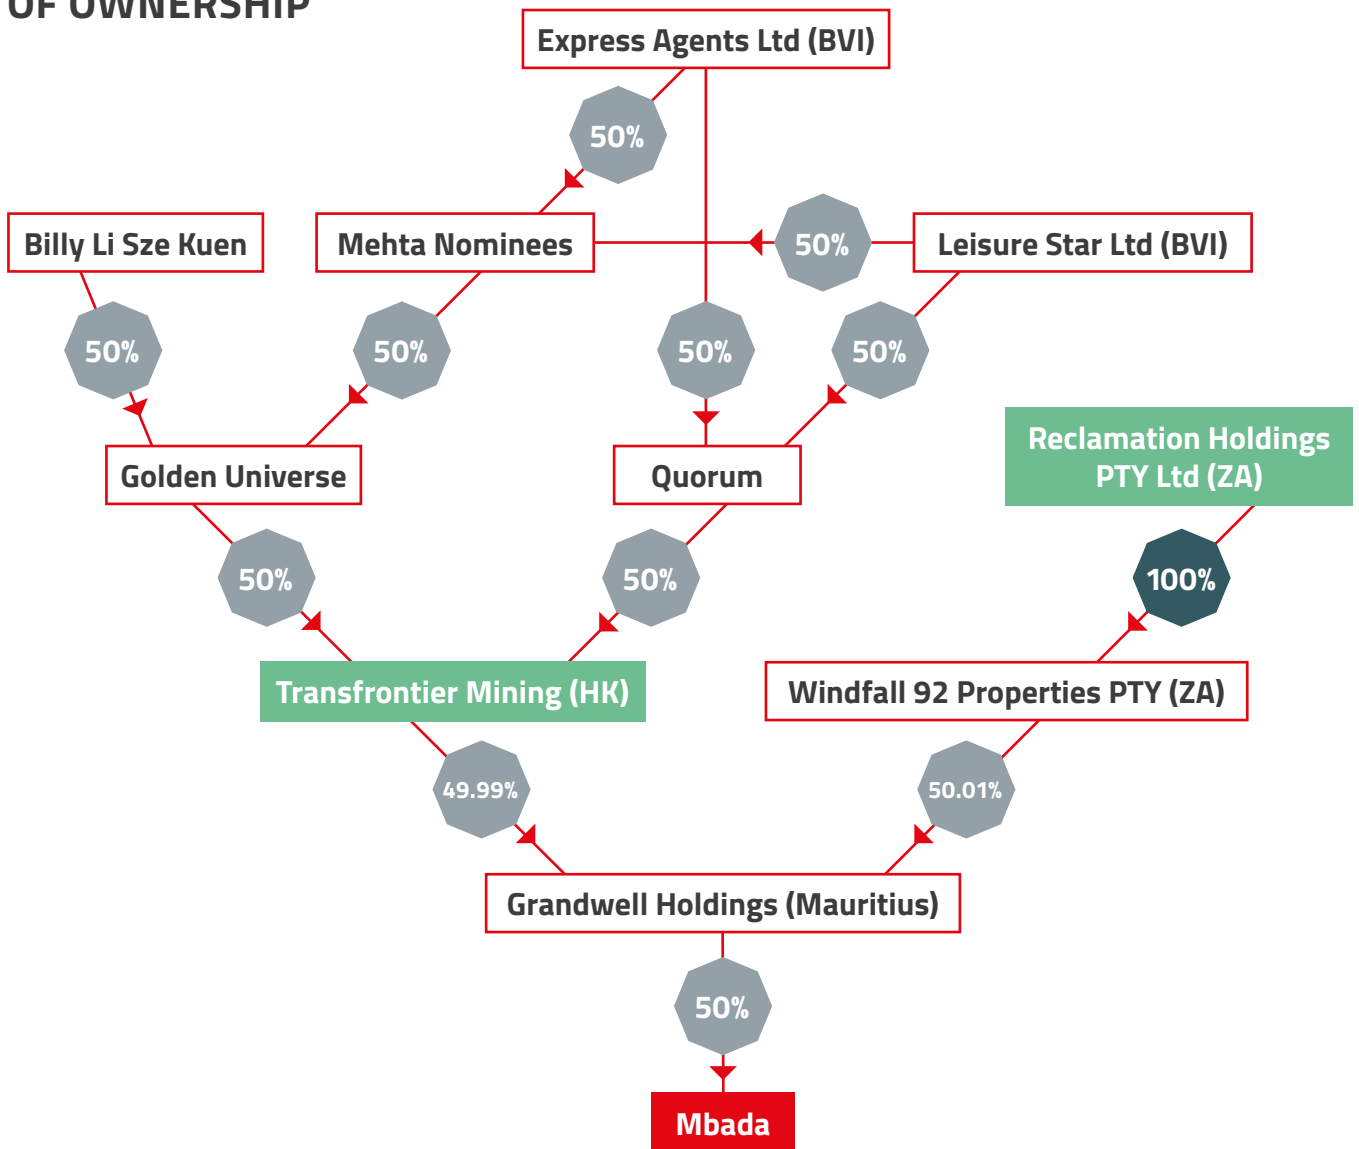 OF OWNERSHIP
Express Agents Ltd (BVI)
50%
Billy Li Sze Kuen
Mehta Nominees
50%
Leisure Star Ltd (BVI)
50%
50%
50%
50%
Reclamation Holdings
PTY Ltd (ZA)
Golden Universe
Quorum
50%
50%
100%
Transfrontier Mining (HK)
Windfall 92 Properties PTY (ZA)
49.99%
50.01%
Grandwell Holdings (Mauritius)
50%
Mbada